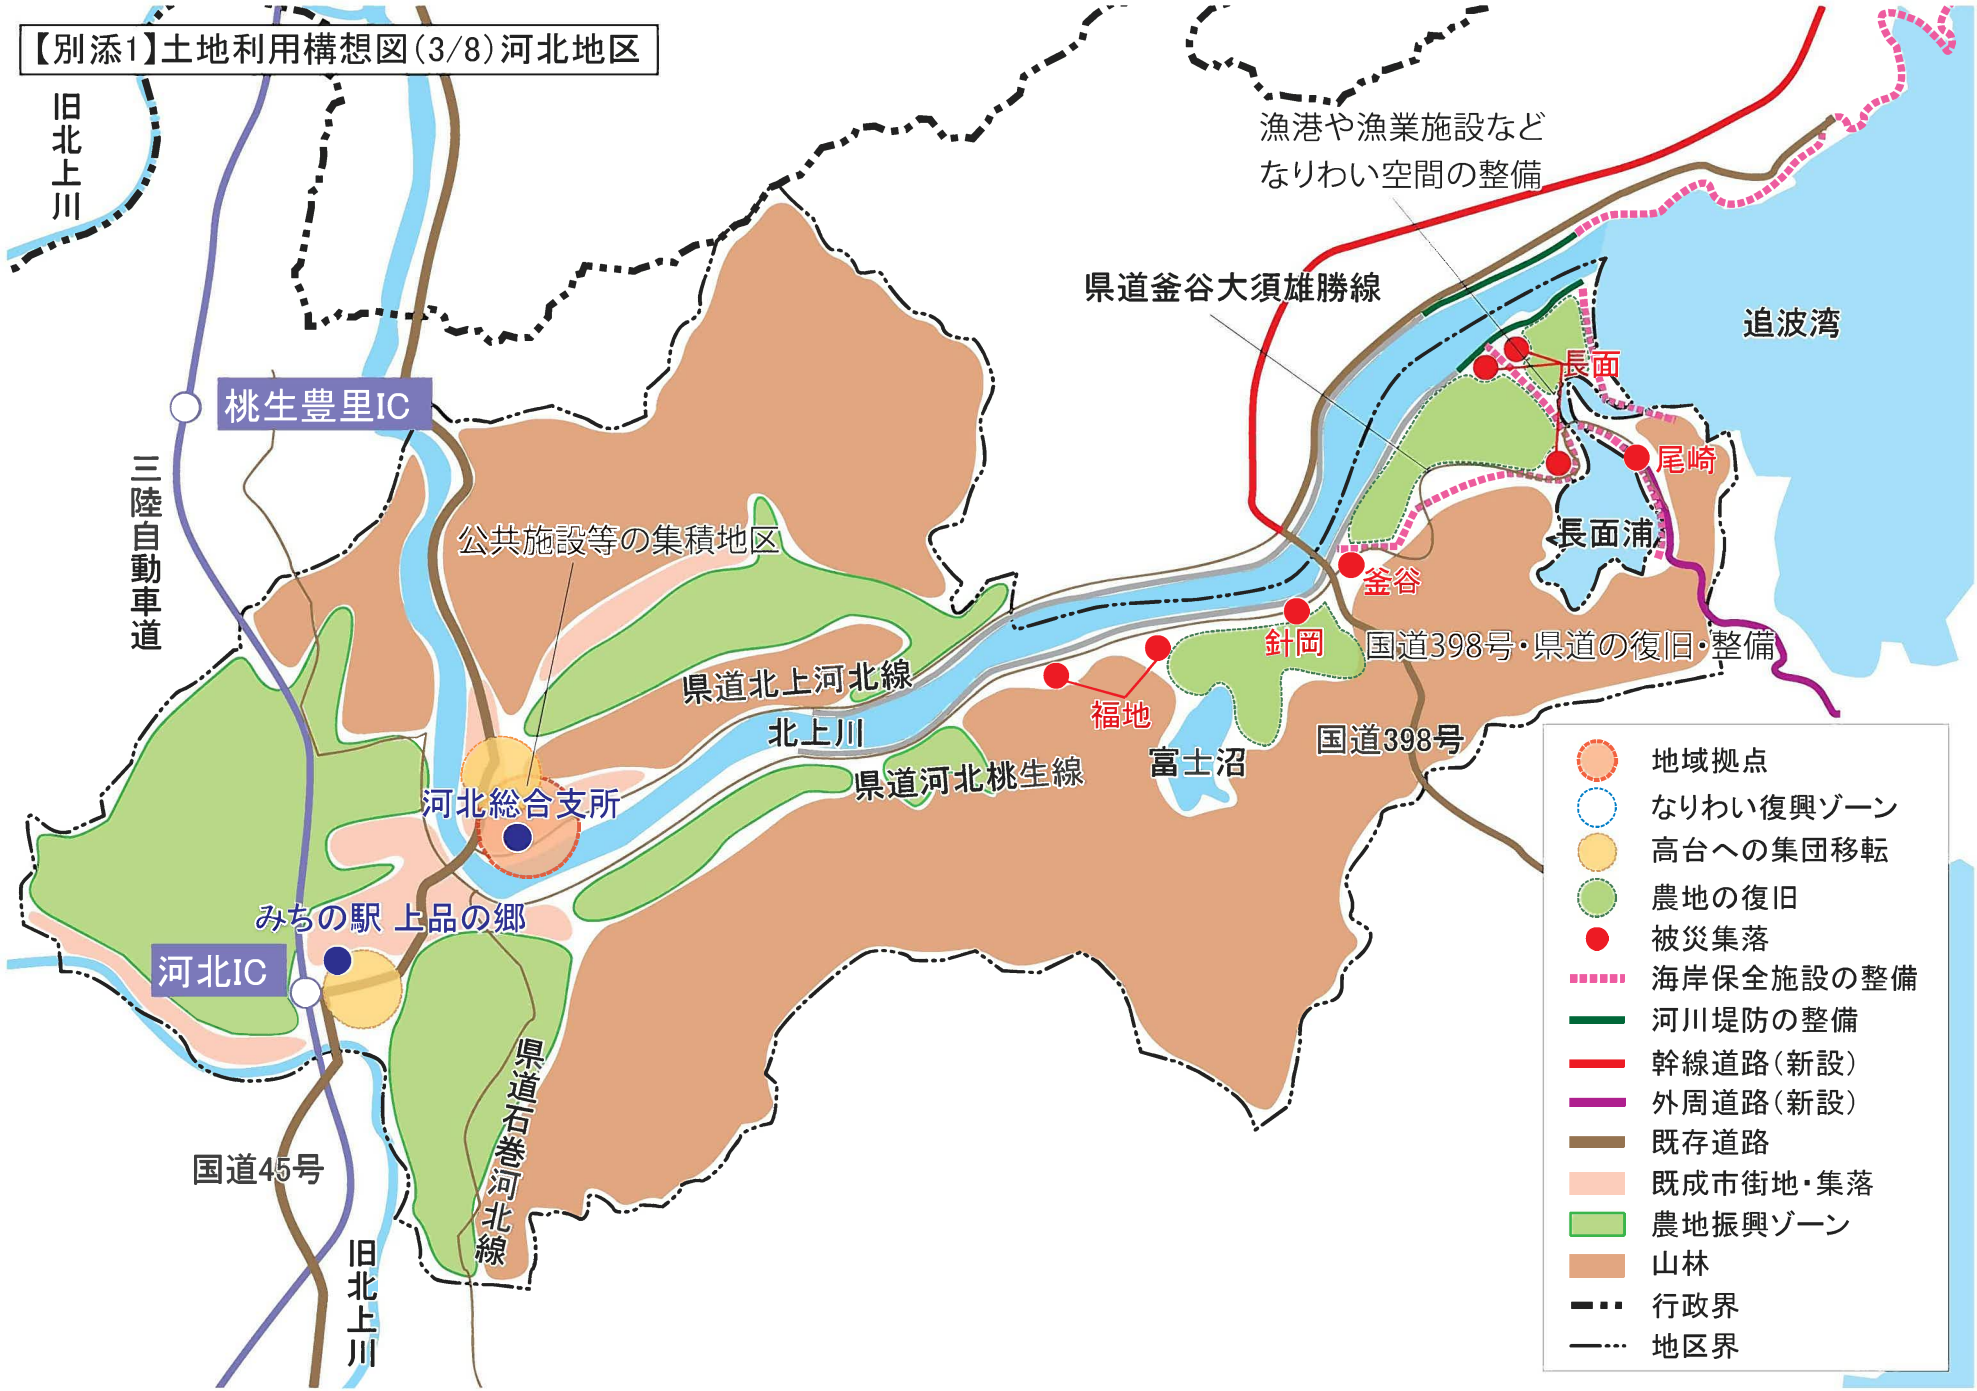 【別添1】土地利用構想図(3/8)河北地区
旧北上川
漁港や漁業施設など
なりわい空間の整備
県道釜谷大須雄勝線
追波湾
長面
桃生豊里IC
三陸自動車道
尾崎
公共施設等の集積地区
長面浦
釜谷
針岡
国道398号・県道の復旧・整備
県道北上河北線
福地
北上川
国道398号
富士沼
県道河北桃生線
河北総合支所
みちの駅 上品の郷
河北IC
県道石巻河北線
国道45号
旧北上川
地域拠点
なりわい復興ゾーン
高台への集団移転
農地の復旧
被災集落
海岸保全施設の整備
河川堤防の整備
幹線道路(新設)
外周道路(新設)
既存道路
既成市街地・集落
農地振興ゾーン
山林
行政界
地区界